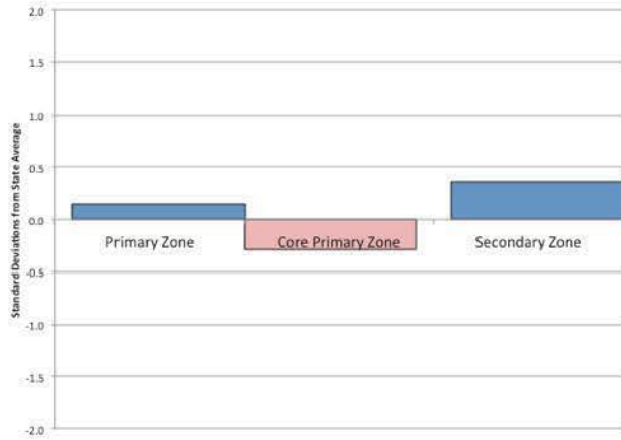 Standard Deviations from State Average
2.0
1.5
1.0
0.5
0.0
-0.5
-1.0
-1.5
-2.0
Primary Zone
Core Primary Zone
Secondary Zone